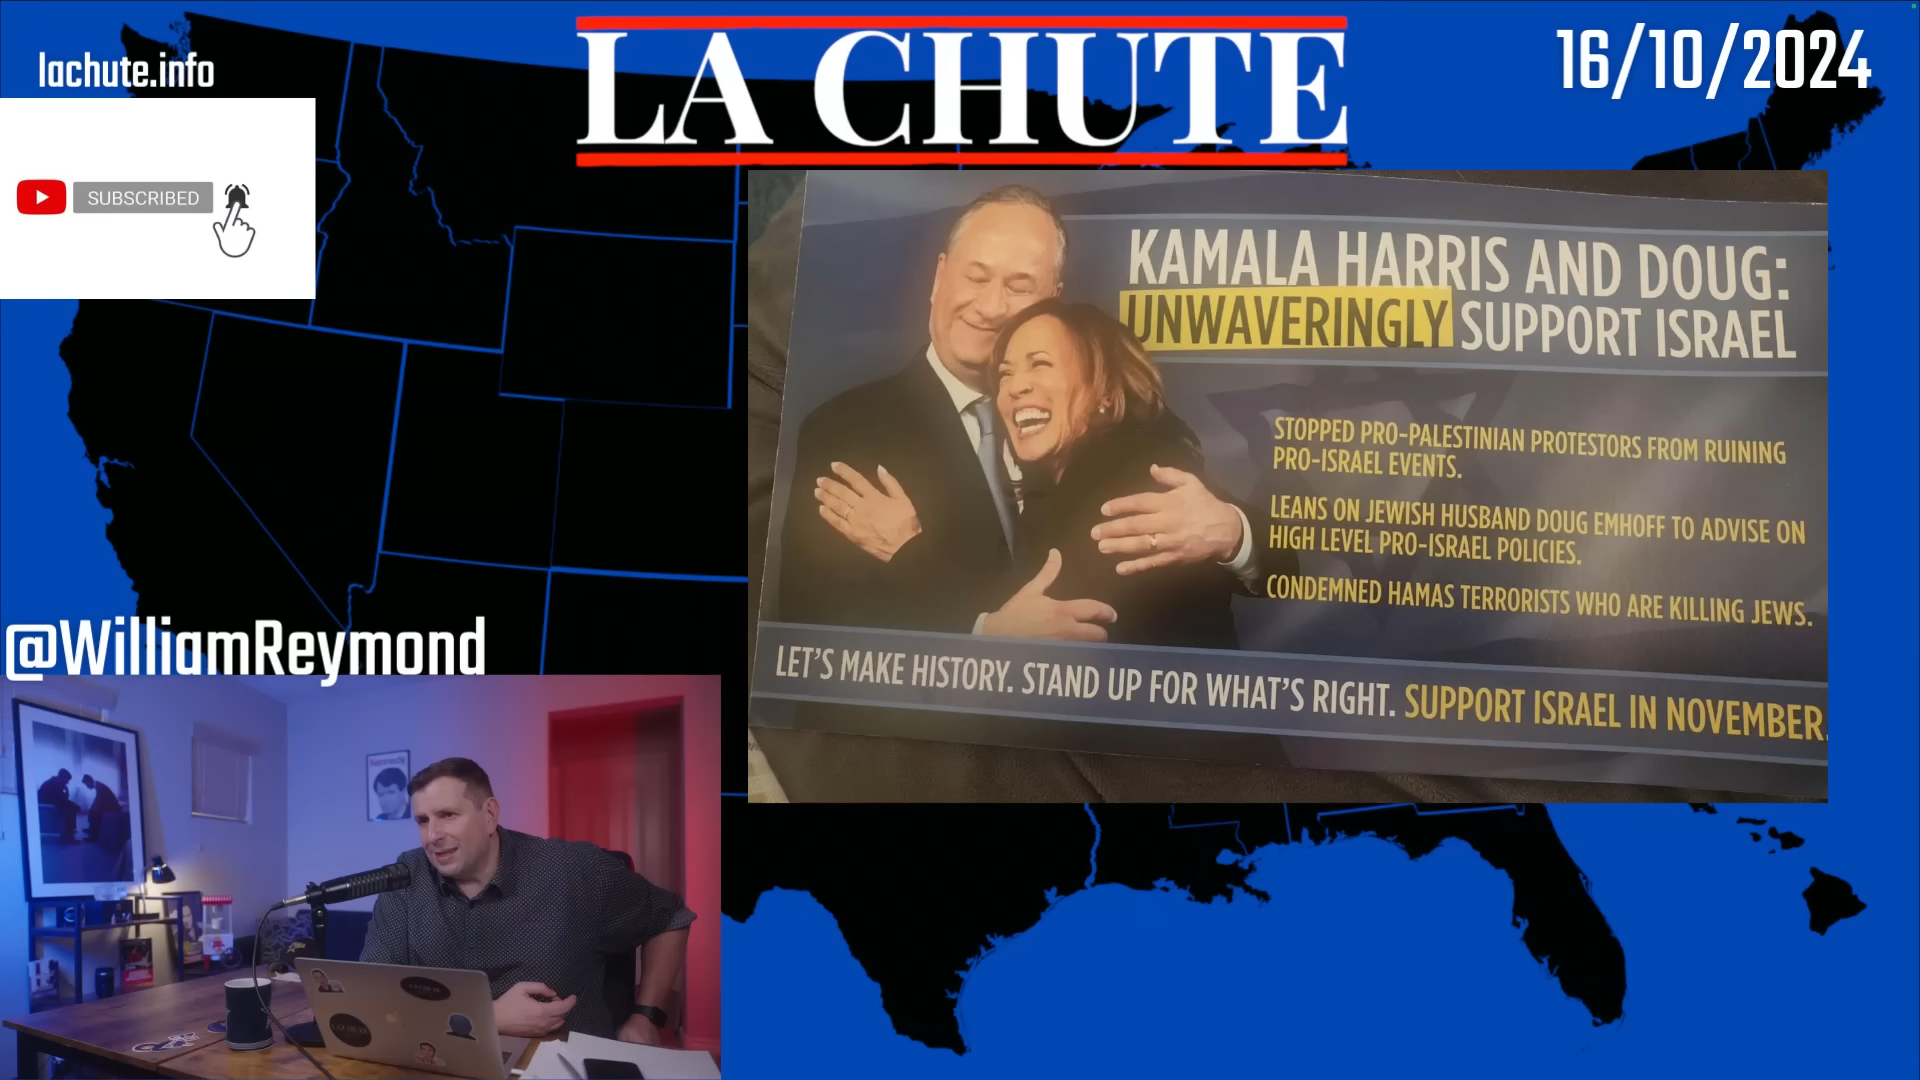 lachute.info
LA CHUTE
16/10/2024
SUBSCRIBED
KAMALA HARRIS AND DOUG:
UNWAVERINGLY SUPPORT ISRAEL
STOPPED PRO-PALESTINIAN PROTESTORS FROM RUINING
PRO-ISRAEL EVENTS.
LEANS ON JEWISH HUSBAND DOUG EMHOFF TO ADVISE ON
HIGH LEVEL PRO-ISRAEL POLICIES.
CONDEMNED HAMAS TERRORISTS WHO ARE KILLING JEWS.
LET'S MAKE HISTORY. STAND UP FOR WHAT'S RIGHT. SUPPORT ISRAEL IN NOVEMBER.
@WilliamReymond
Kennedy